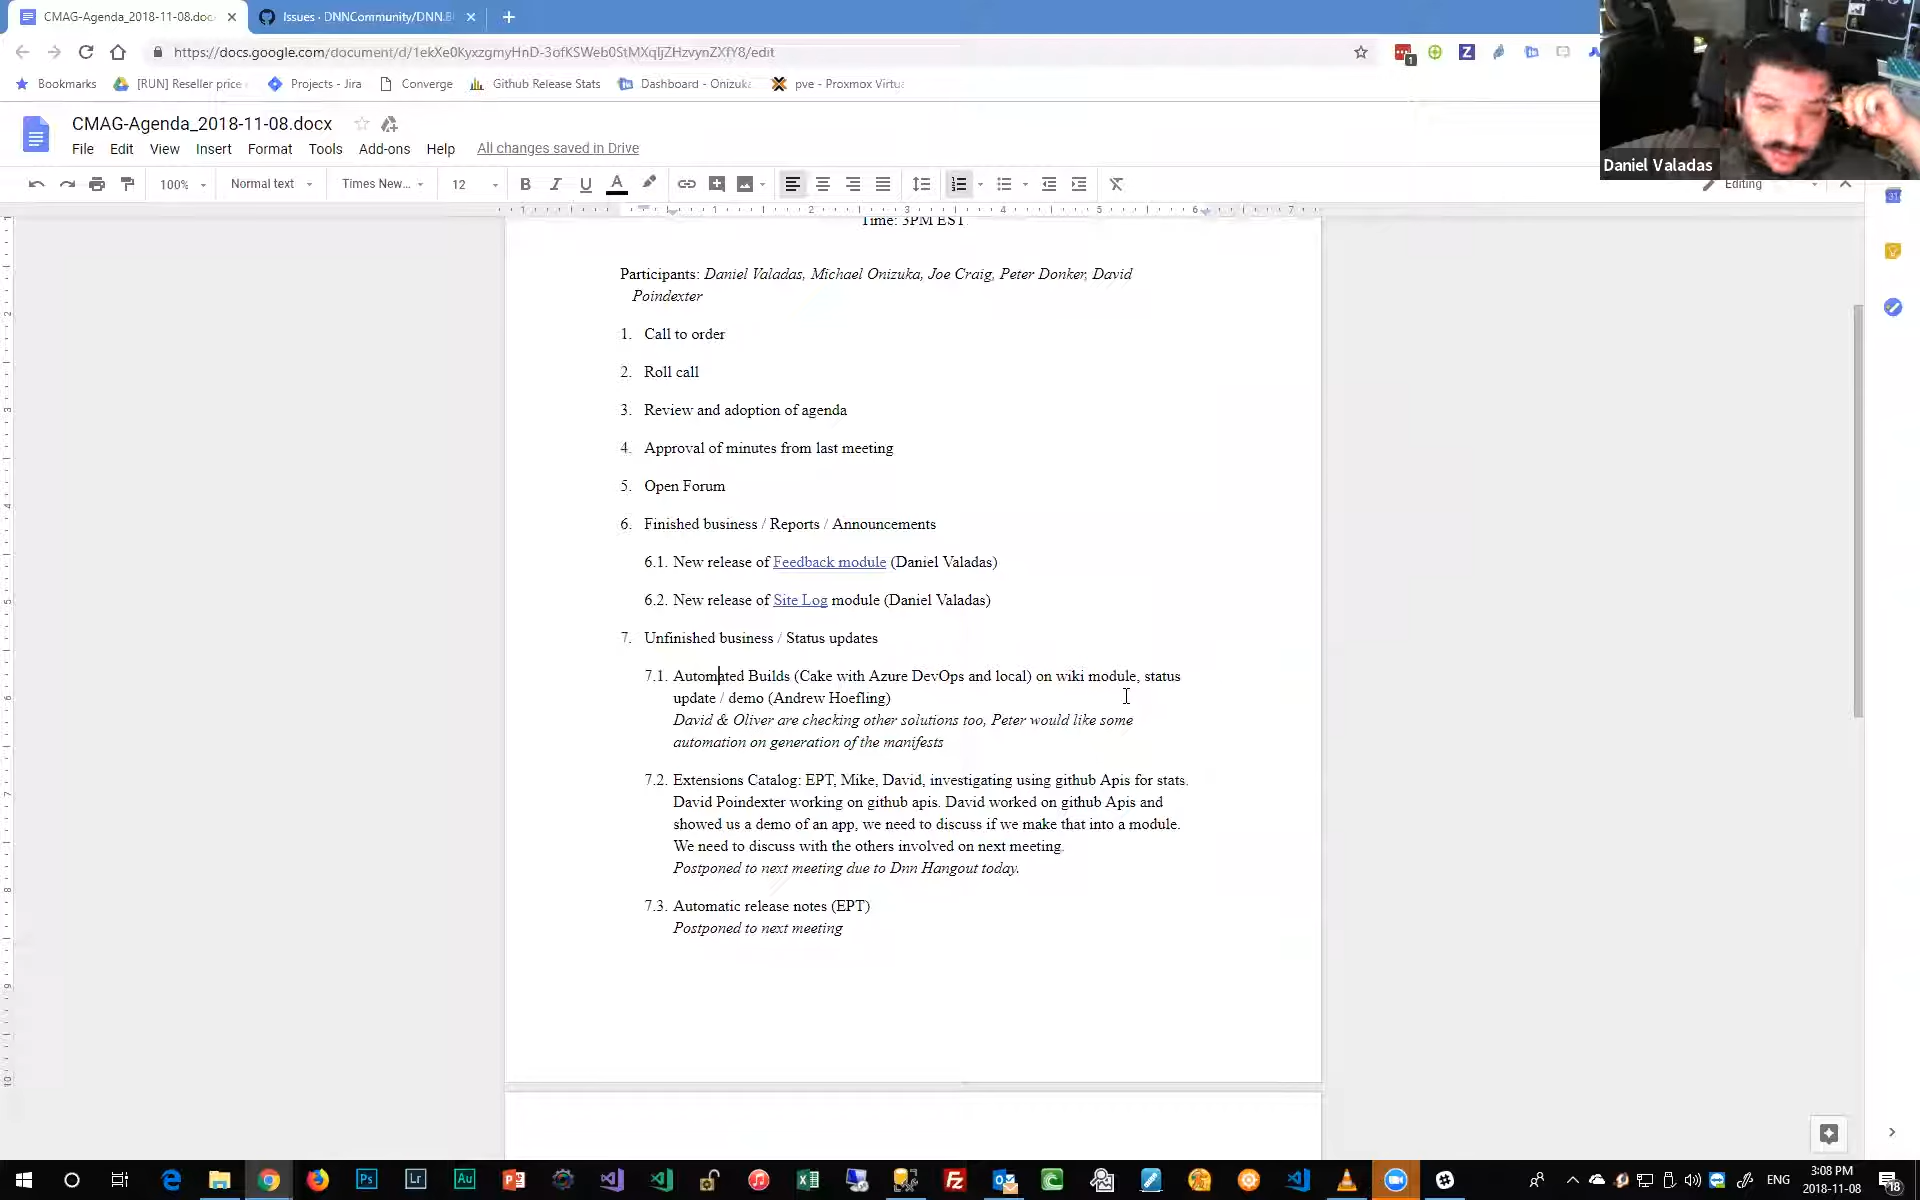 CMAG-Agenda_2018-11-08.doc
Issues · DNNCommunity/DNN.B
https://docs.google.com/document/d/1ekXe0KyxzgmyHnD-3ofKSWeb0StMXqljZHzvynZXfY8/edit
1
Bookmarks
[RUN] Reseller price
Projects - Jira
Converge
Github Release Stats
Dashboard - Onizuka
pve - Proxmox Virtua
CMAG-Agenda_2018-11-08.docx
File Edit View Insert Format Tools Add-ons Help All changes saved in Drive
Daniel Valadas
100% Normal text Times New... 12 B I U A Editing
Time: 3PM EST
Participants: Daniel Valadas, Michael Onizuka, Joe Craig, Peter Donker, David
Poindexter
1. Call to order
2. Roll call
3. Review and adoption of agenda
4. Approval of minutes from last meeting
5. Open Forum
6. Finished business / Reports / Announcements
6.1. New release of Feedback module (Daniel Valadas)
6.2. New release of Site Log module (Daniel Valadas)
7. Unfinished business / Status updates
7.1. Automated Builds (Cake with Azure DevOps and local) on wiki module, status
update / demo (Andrew Hoefling)
David & Oliver are checking other solutions too, Peter would like some
automation on generation of the manifests
7.2. Extensions Catalog: EPT, Mike, David, investigating using github Apis for stats.
David Poindexter working on github apis. David worked on github Apis and
showed us a demo of an app, we need to discuss if we make that into a module.
We need to discuss with the others involved on next meeting.
Postponed to next meeting due to Dnn Hangout today.
7.3. Automatic release notes (EPT)
Postponed to next meeting
ENG
3:08 PM
2018-11-08
18